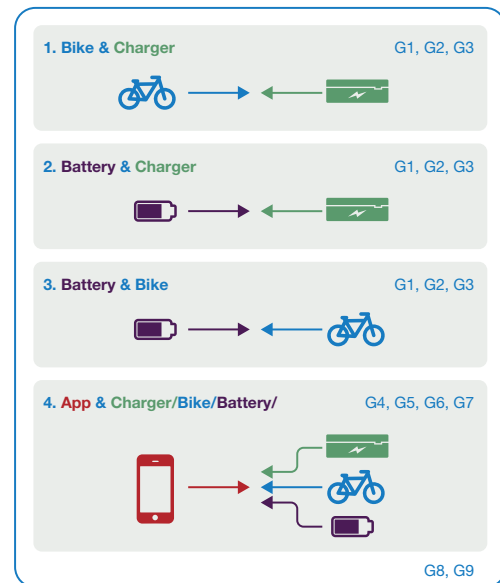 1. Bike & Charger G1, G2, G3
2. Battery & Charger G1, G2, G3
3. Battery & Bike G1, G2, G3
4. App & Charger/Bike/Battery/ G4, G5, G6, G7
G8, G9